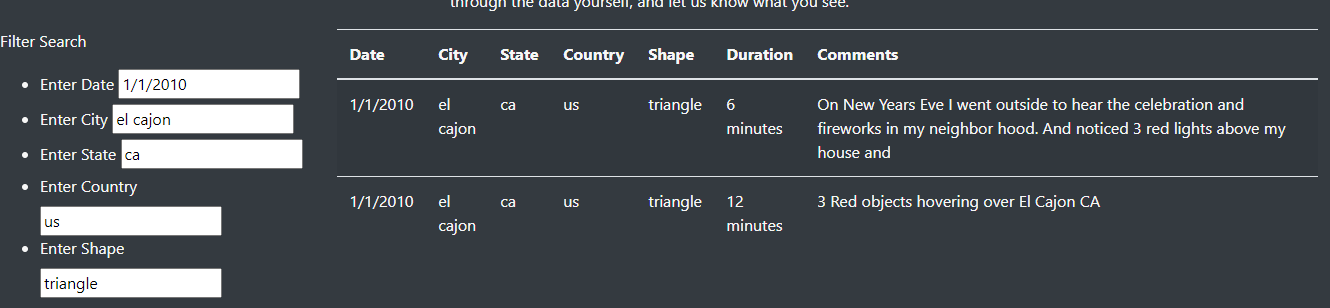 through the data yourself, and let us know what you see.
Filter Search
Enter Date 1/1/2010
Enter City el cajon
Enter State ca
Enter Country
us
Enter Shape
triangle
Date City State Country Shape Duration Comments
1/1/2010 el cajon ca us triangle 6 minutes On New Years Eve I went outside to hear the celebration and
fireworks in my neighbor hood. And noticed 3 red lights above my
house and
1/1/2010 el cajon ca us triangle 12 minutes 3 Red objects hovering over El Cajon CA